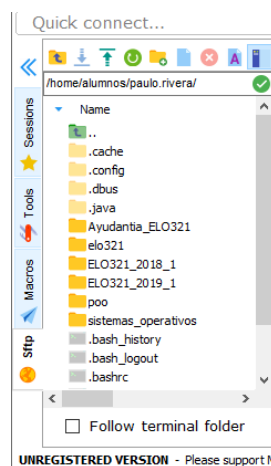 Quick connect...
/home/alumnos/paulo.rivera/
Name
..
.cache
.config
.dbus
.java
Ayudantia_ELO321
elo321
ELO321_2018_1
ELO321_2019_1
poo
sistemas_operativos
.bash_history
.bash_logout
.bashrc
Sessions
Tools
Macros
Sftp
Follow terminal folder
UNREGISTERED VERSION - Please support M